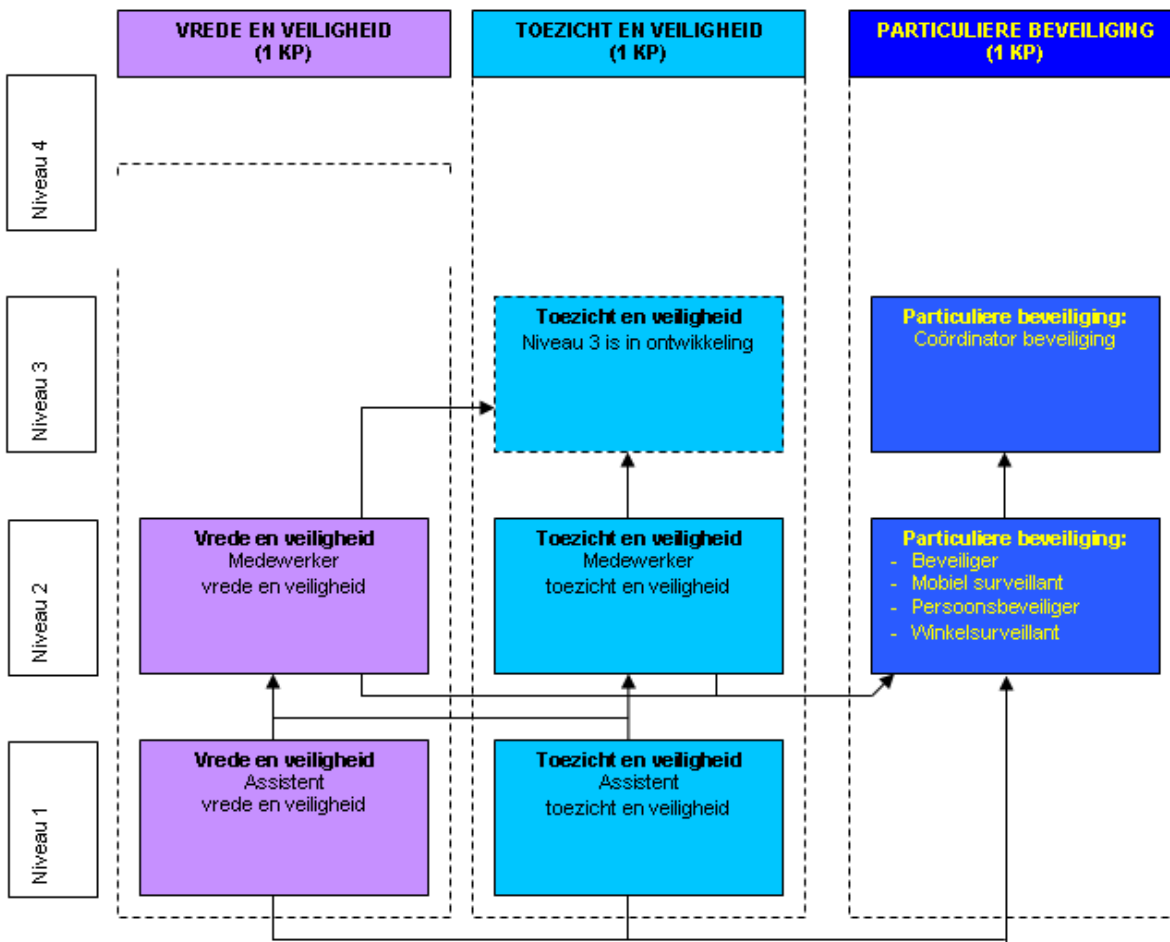 VREDE EN VEILIGHEID
(1 KP)
TOEZICHT EN VEILIGHEID
(1 KP)
PARTICULIERE BEVEILIGING
(1 KP)
Niveau 4
Niveau 3
Toezicht en veiligheid
Niveau 3 is in ontwikkeling
Particuliere beveiliging:
Coördinator beveiliging
Niveau 2
Vrede en veiligheid
Medewerker
vrede en veiligheid
Toezicht en veiligheid
Medewerker
toezicht en veiligheid
Particuliere beveiliging:
- Beveiliger
- Mobiel surveillant
- Persoonsbeveiliger
- Winkelsurveillant
Niveau 1
Vrede en veiligheid
Assistent
vrede en veiligheid
Toezicht en veiligheid
Assistent
toezicht en veiligheid